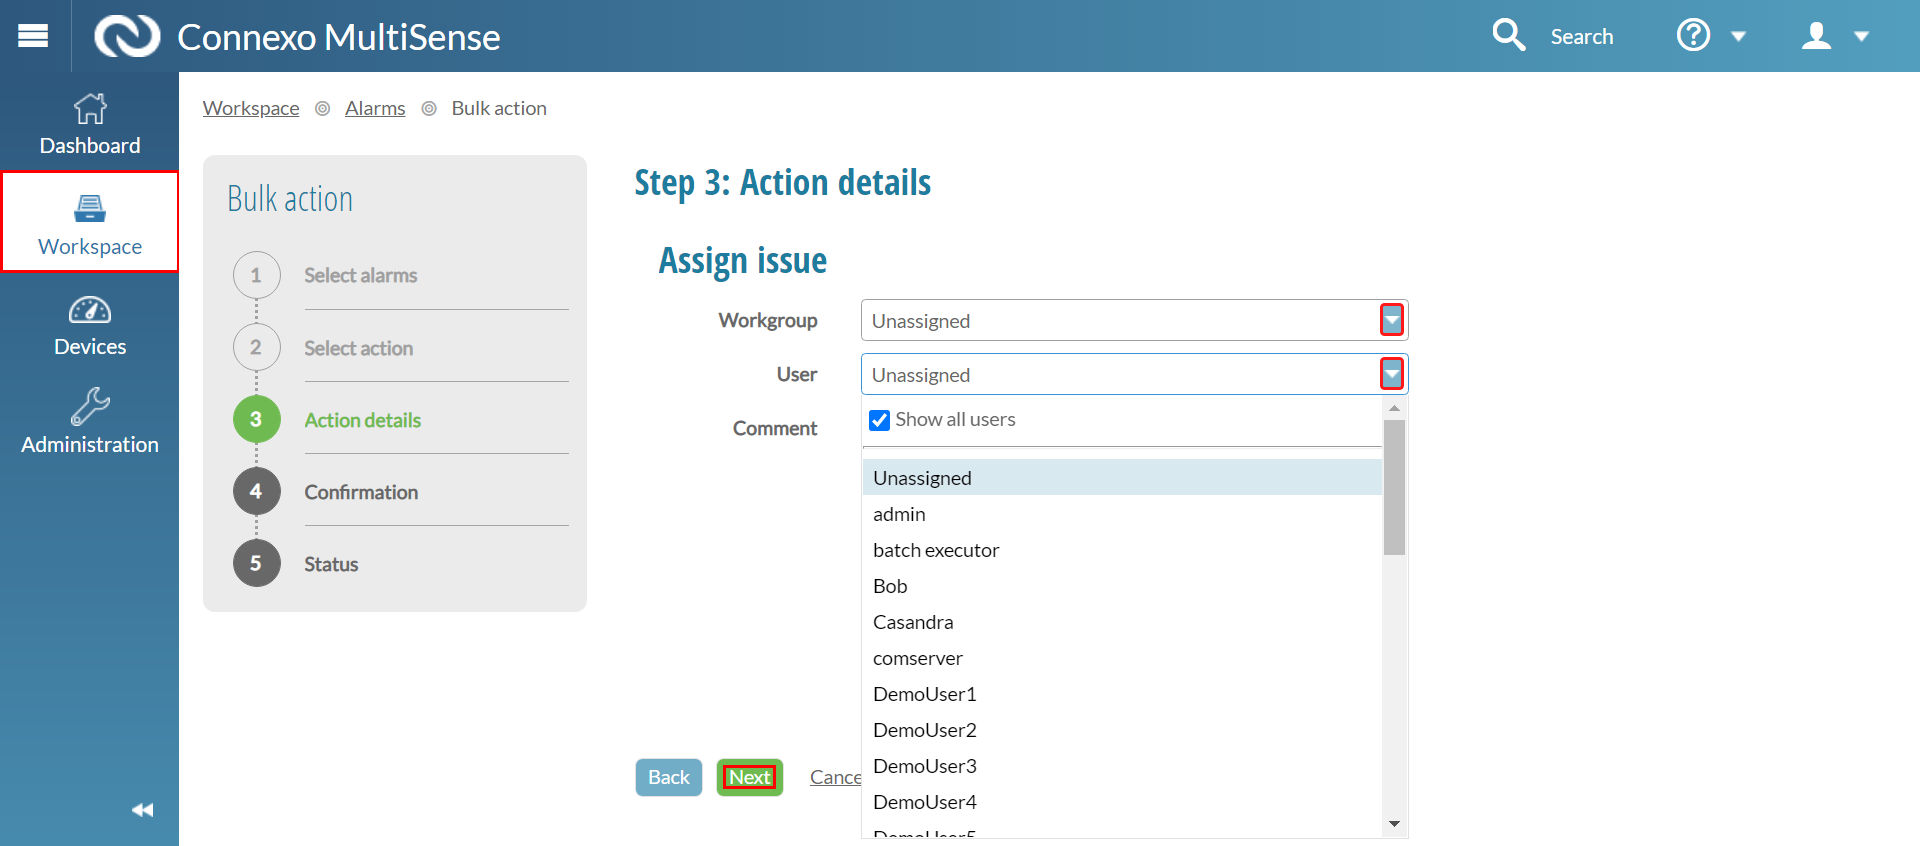 Connexo MultiSense
Search
Dashboard
Workspace
Devices
Administration
Workspace Alarms Bulk action
Bulk action
1 Select alarms
2 Select action
3 Action details
4 Confirmation
5 Status
Step 3: Action details
Assign issue
Workgroup Unassigned
User Unassigned
Comment
Show all users
Unassigned
admin
batch executor
Bob
Casandra
comserver
DemoUser1
DemoUser2
DemoUser3
DemoUser4
DemoUser5
Back Next Cance